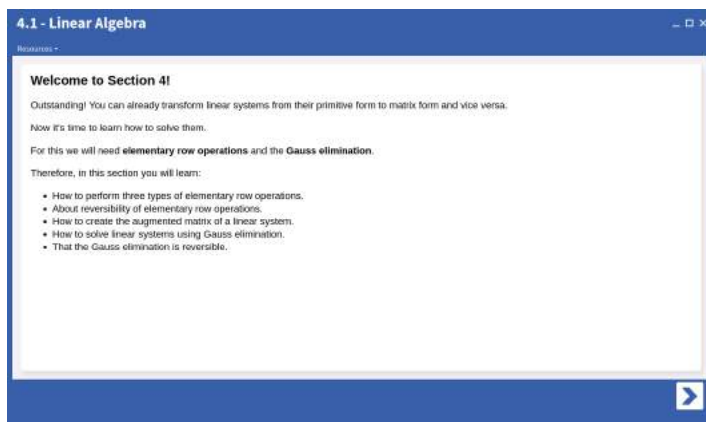 4.1 - Linear Algebra
Resources
Welcome to Section 4!
Outstanding! You can already transform linear systems from their primitive form to matrix form and vice versa.
Now it's time to learn how to solve them.
For this we will need elementary row operations and the Gauss elimination.
Therefore, in this section you will learn:
• How to perform three types of elementary row operations.
• About reversibility of elementary row operations.
• How to create the augmented matrix of a linear system.
• How to solve linear systems using Gauss elimination.
• That the Gauss elimination is reversible.